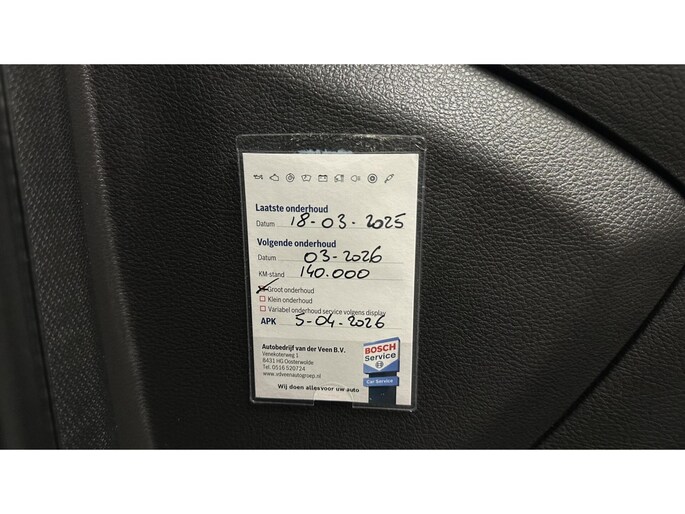 Laatste onderhoud
Datum 18-03-2025
Volgende onderhoud
Datum 03-2026
KM-stand 140.000
Groot onderhoud
Klein onderhoud
Variabel onderhoud service volgens display
APK 5-04-2026
Autobedrijf van der Veen B.V.
Venekoterweg 1
8431 HG Oosterwolde
Tel. 0516 520724
www.vdveenautogroep.nl
BOSCH
Service
Car Service
Wij doen alles voor uw auto